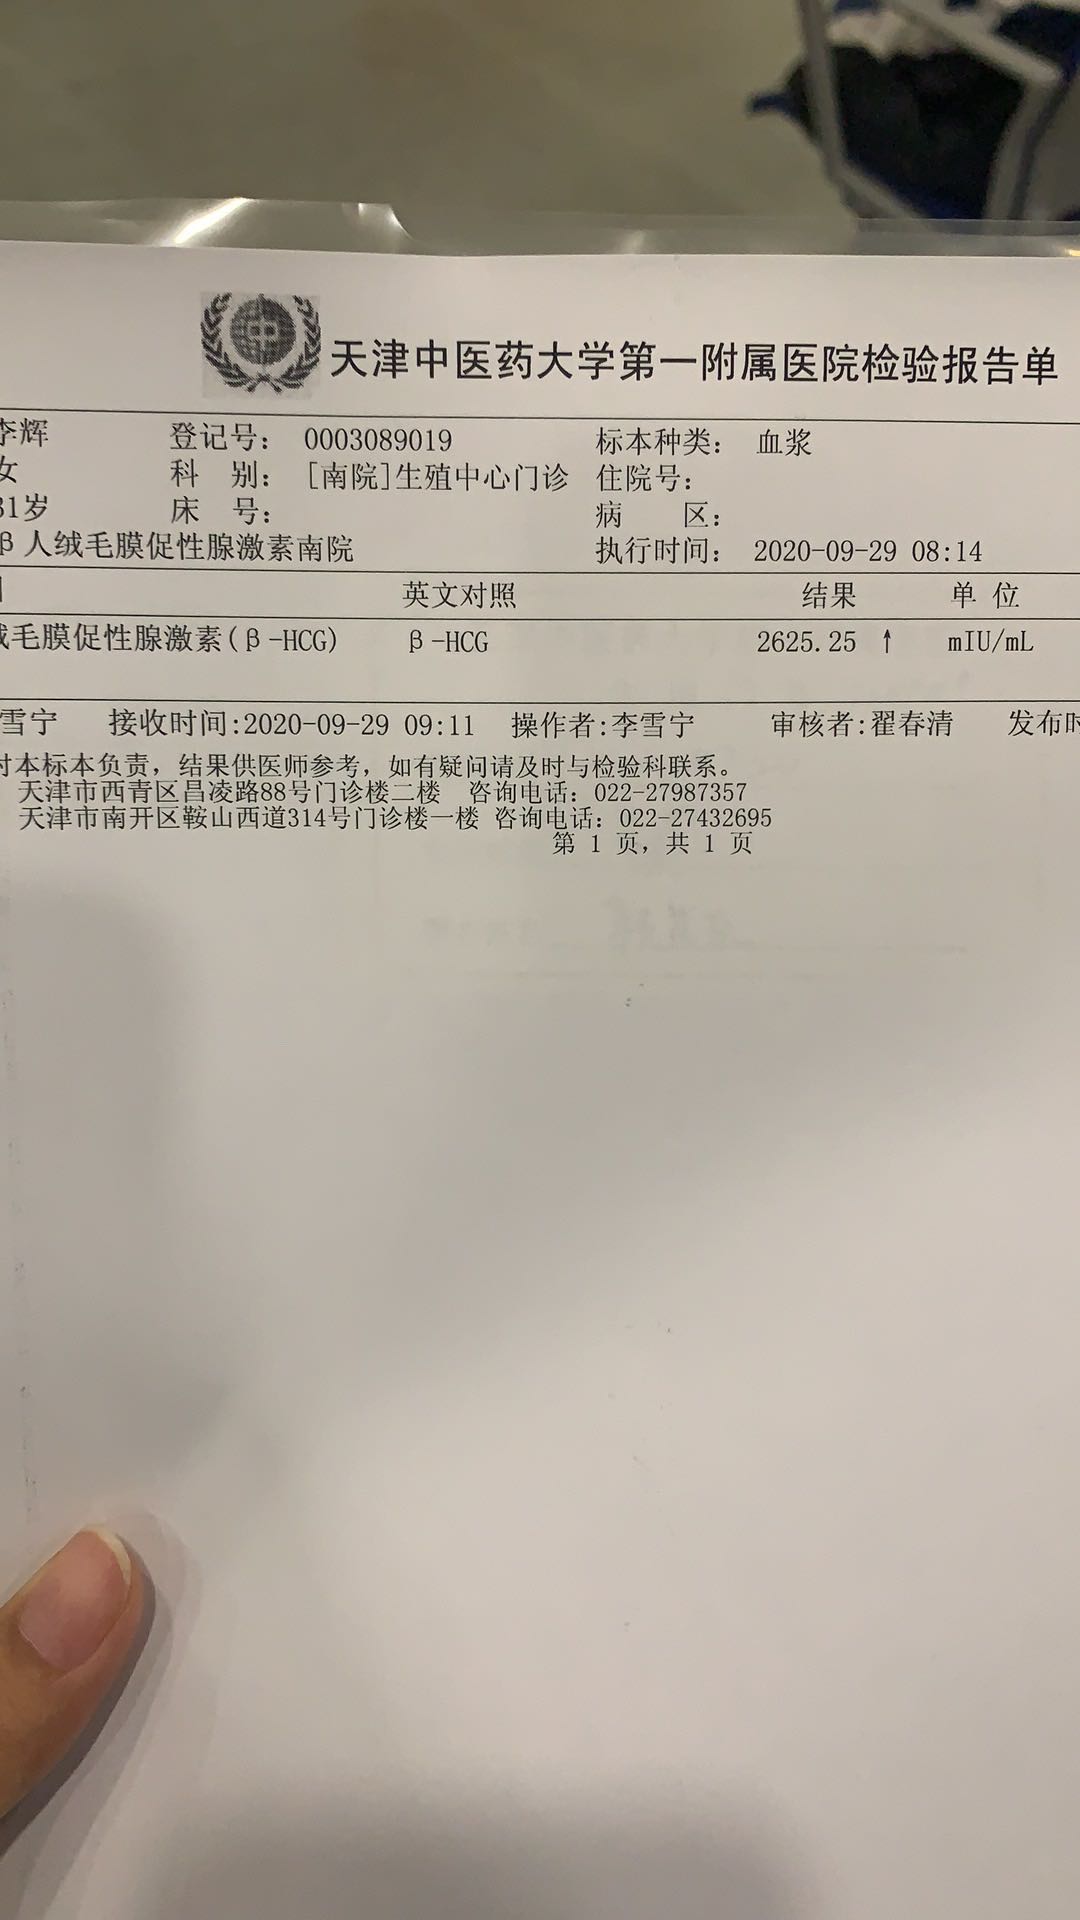 中
天津中医药大学第一附属医院检验报告单
李辉 登记号: 0003089019 标本种类: 血浆
女 科 别: [南院]生殖中心门诊 住院号:
31岁 床 号: 病 区:
β人绒毛膜促性腺激素南院 执行时间: 2020-09-29 08:14
英文对照 结果 单 位
绒毛膜促性腺激素(β-HCG) β-HCG 2625.25 ↑ mIU/mL
雪宁 接收时间:2020-09-29 09:11 操作者:李雪宁 审核者:翟春清 发布时
对本标本负责，结果供医师参考，如有疑问请及时与检验科联系。
天津市西青区昌凌路88号门诊楼二楼 咨询电话: 022-27987357
天津市南开区鞍山西道314号门诊楼一楼 咨询电话: 022-27432695
第 1 页，共 1 页